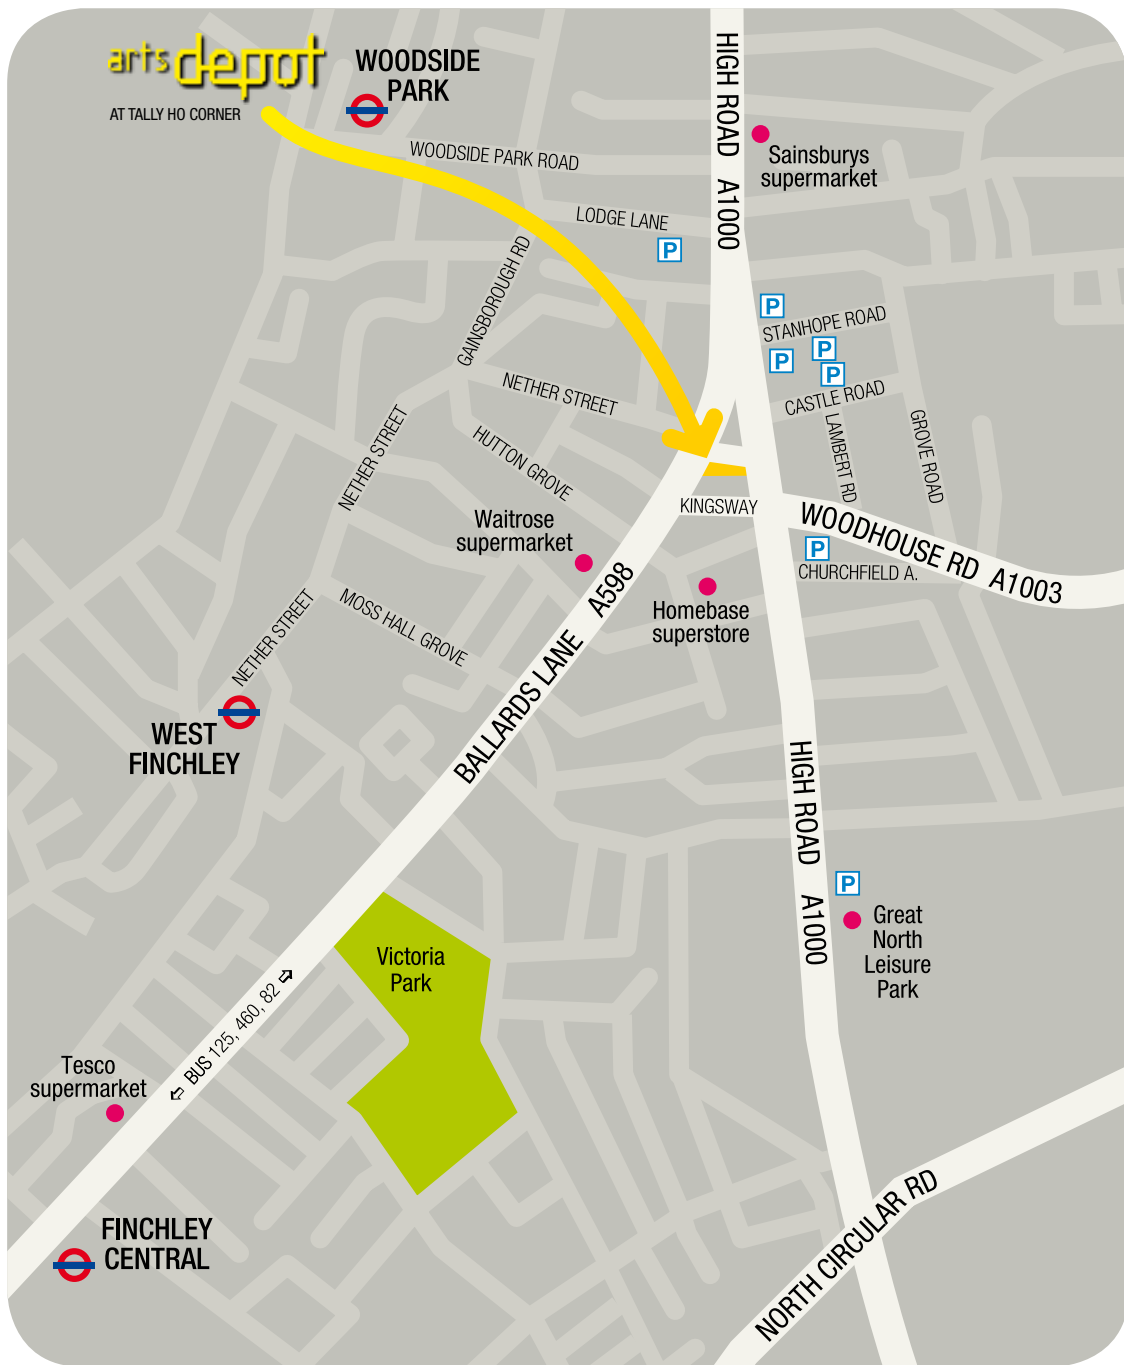 arts depot
AT TALLY HO CORNER
WOODSIDE
PARK
WOODSIDE PARK ROAD
HIGH ROAD A1000
Sainsburys
supermarket
LODGE LANE
P
GAINSBOROUGH RD
P
STANHOPE ROAD
P
P
P
NETHER STREET
CASTLE ROAD
LAMBERT RD
GROVE ROAD
NETHER STREET
HUTTON GROVE
KINGSWAY
WOODHOUSE RD A1003
Waitrose
supermarket
P
CHURCHFIELD A.
BALLARDS LANE A598
Homebase
superstore
MOSS HALL GROVE
NETHER STREET
WEST
FINCHLEY
HIGH ROAD A1000
P
Great
North
Leisure
Park
Victoria
Park
BUS 125, 460, 82
Tesco
supermarket
FINCHLEY
CENTRAL
NORTH CIRCULAR RD